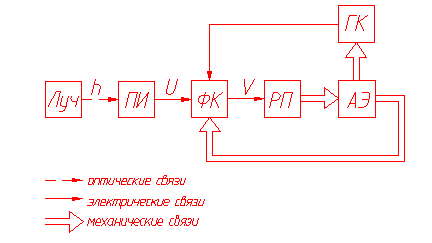 ГК
h U V
Луч ПИ ФК РП АЭ
оптические связи
электрические связи
механические связи